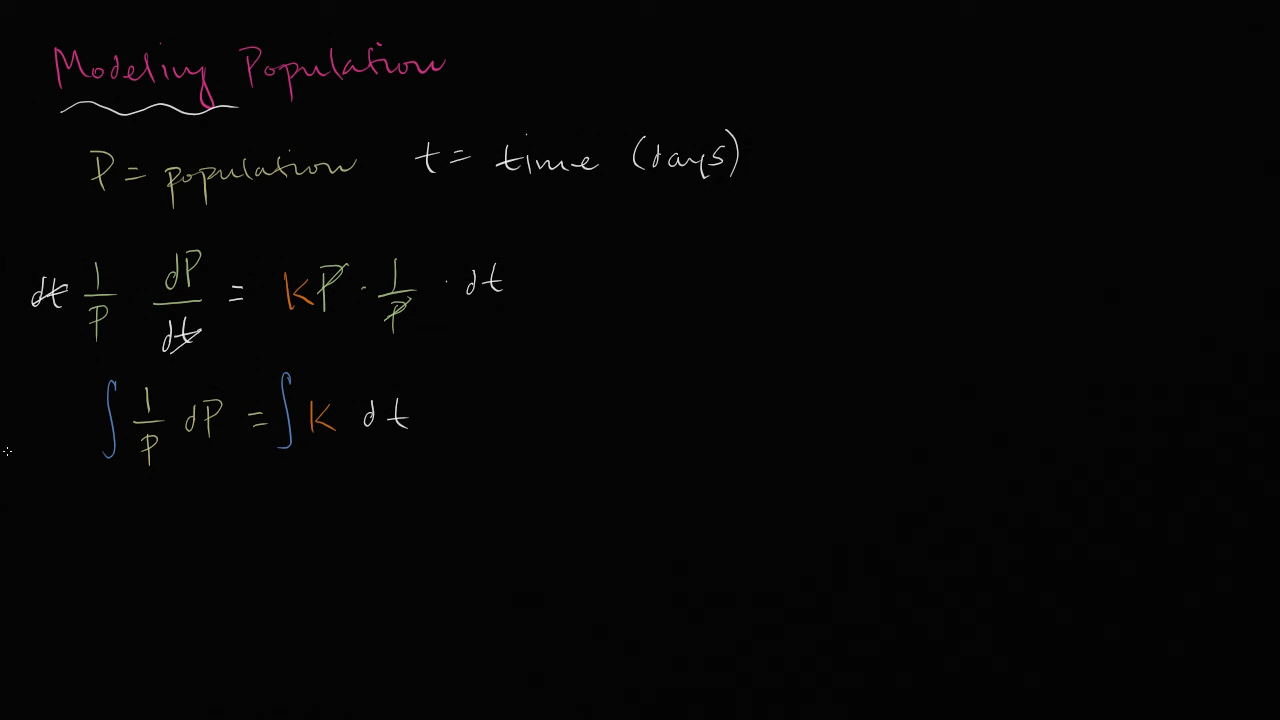 Modeling Population
P = population t = time (days)
dt 1/P dP/dt = kP · 1/P · dt
∫ 1/P dP = ∫ k dt